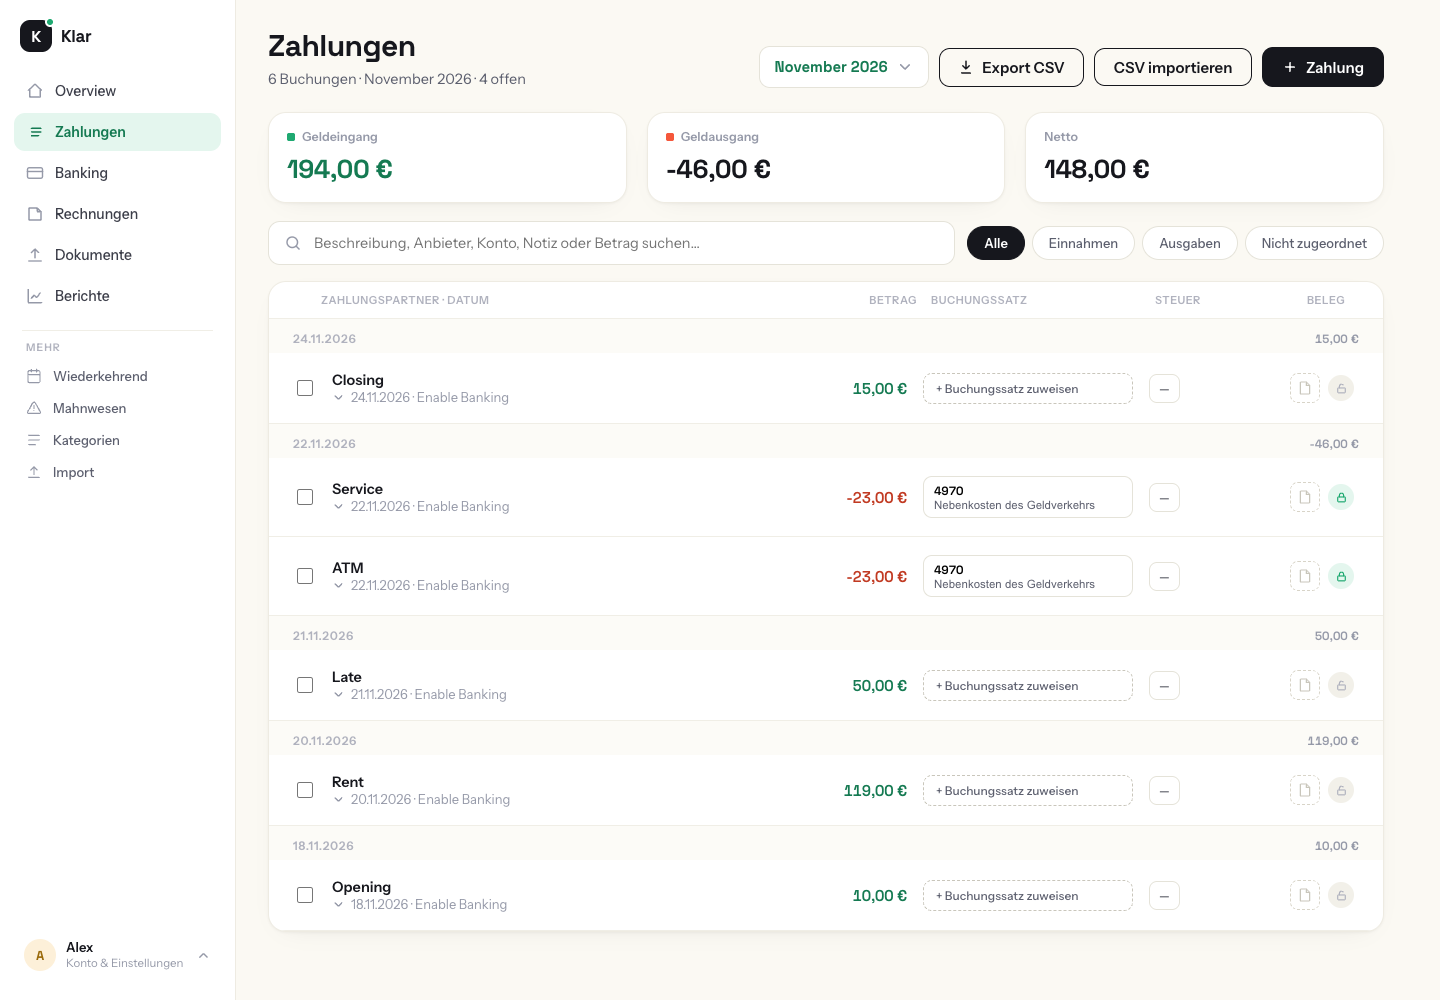 K Klar
Overview
Zahlungen
Banking
Rechnungen
Dokumente
Berichte
MEHR
Wiederkehrend
Mahnwesen
Kategorien
Import
A
Alex
Konto & Einstellungen
Zahlungen
6 Buchungen · November 2026 · 4 offen
November 2026
Export CSV
CSV importieren
+ Zahlung
Geldeingang
194,00 €
Geldausgang
-46,00 €
Netto
148,00 €
Beschreibung, Anbieter, Konto, Notiz oder Betrag suchen...
Alle
Einnahmen
Ausgaben
Nicht zugeordnet
ZAHLUNGSPARTNER · DATUM BETRAG BUCHUNGSSATZ STEUER BELEG
24.11.2026 15,00 €
Closing
24.11.2026 · Enable Banking
15,00 €
+ Buchungssatz zuweisen
—
22.11.2026 -46,00 €
Service
22.11.2026 · Enable Banking
-23,00 €
4970
Nebenkosten des Geldverkehrs
—
ATM
22.11.2026 · Enable Banking
-23,00 €
4970
Nebenkosten des Geldverkehrs
—
21.11.2026 50,00 €
Late
21.11.2026 · Enable Banking
50,00 €
+ Buchungssatz zuweisen
—
20.11.2026 119,00 €
Rent
20.11.2026 · Enable Banking
119,00 €
+ Buchungssatz zuweisen
—
18.11.2026 10,00 €
Opening
18.11.2026 · Enable Banking
10,00 €
+ Buchungssatz zuweisen
—